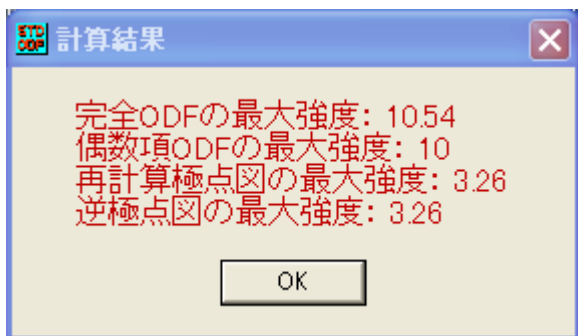 STD
ODF
計算結果
完全ODFの最大強度: 10.54
偶数項ODFの最大強度: 10
再計算極点図の最大強度: 3.26
逆極点図の最大強度: 3.26
OK